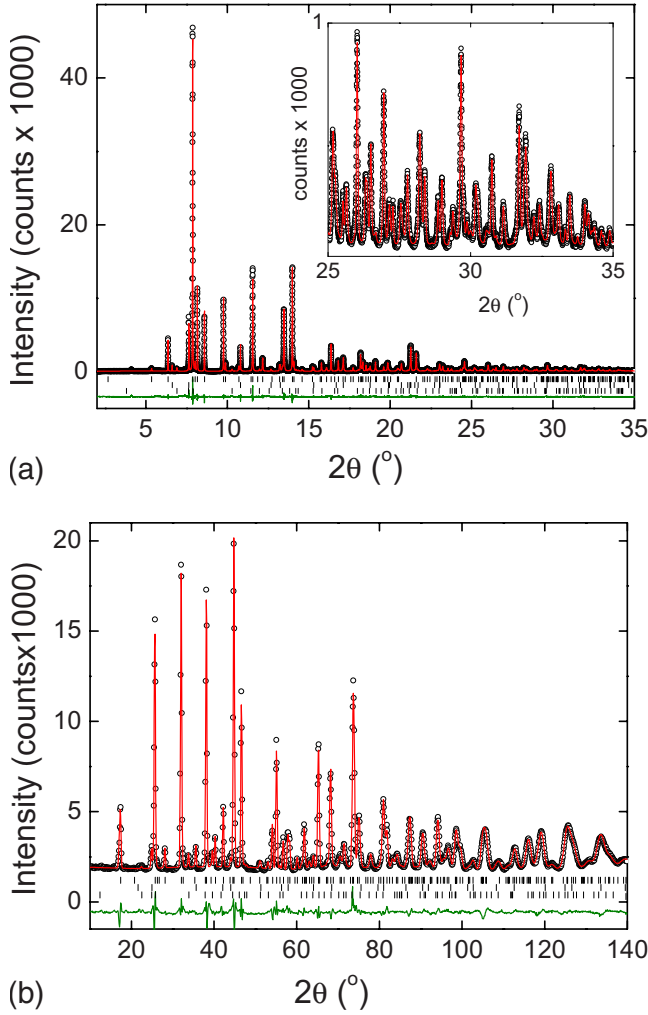 40
20
0
Intensity (counts x 1000)
1
counts x 1000
25 30 35
2θ (°)
5 10 15 20 25 30 35
2θ (°)
(a)
20
15
10
5
0
Intensity (countsx1000)
20 40 60 80 100 120 140
2θ (°)
(b)